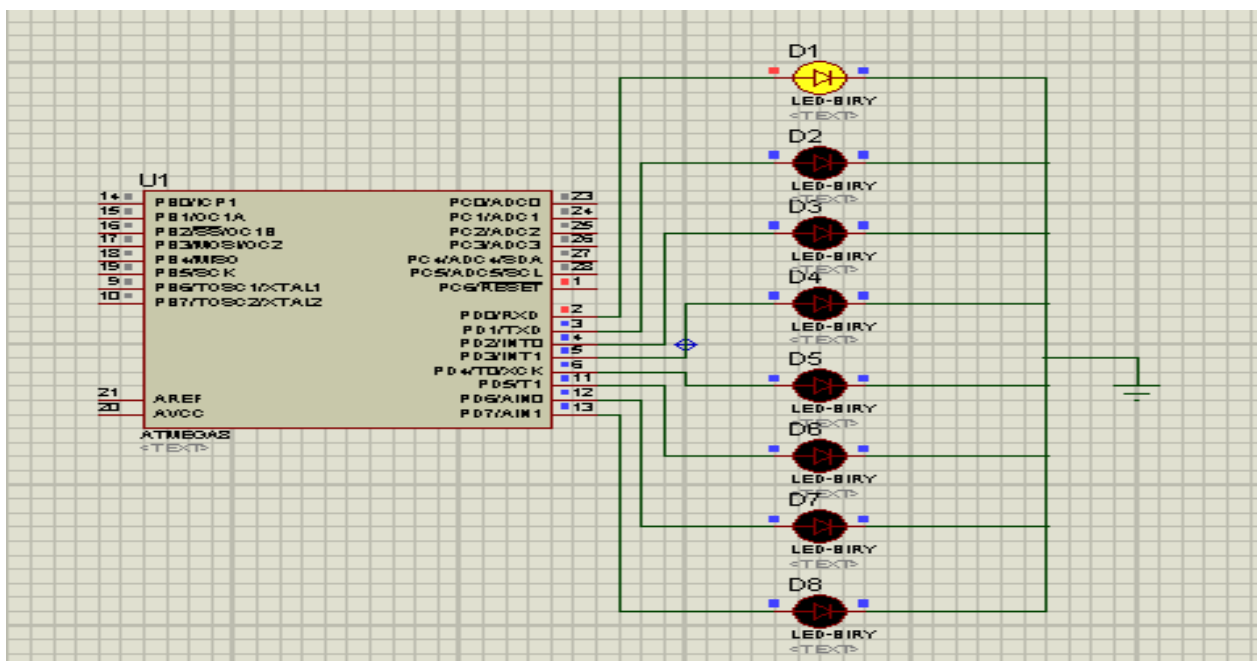 D1
LED-BIRY
<TEXT>
D2
LED-BIRY
<TEXT>
D3
LED-BIRY
<TEXT>
D4
LED-BIRY
<TEXT>
D5
LED-BIRY
<TEXT>
D6
LED-BIRY
<TEXT>
D7
LED-BIRY
<TEXT>
D8
LED-BIRY
<TEXT>
U1
14 PB0/ICP1
15 PB1/OC1A
16 PB2/SS/OC1B
17 PB3/MOSI/OC2
18 PB4/MISO
19 PB5/SCK
9 PB6/TOSC1/XTAL1
10 PB7/TOSC2/XTAL2
21 AREF
20 AVCC
PC0/ADC0 23
PC1/ADC1 24
PC2/ADC2 25
PC3/ADC3 26
PC4/ADC4/SDA 27
PC5/ADC5/SCL 28
PC6/RESET 1
PD0/RXD 2
PD1/TXD 3
PD2/INT0 4
PD3/INT1 5
PD4/T0/XCK 6
PD5/T1 11
PD6/AIN0 12
PD7/AIN1 13
ATMEGA8
<TEXT>